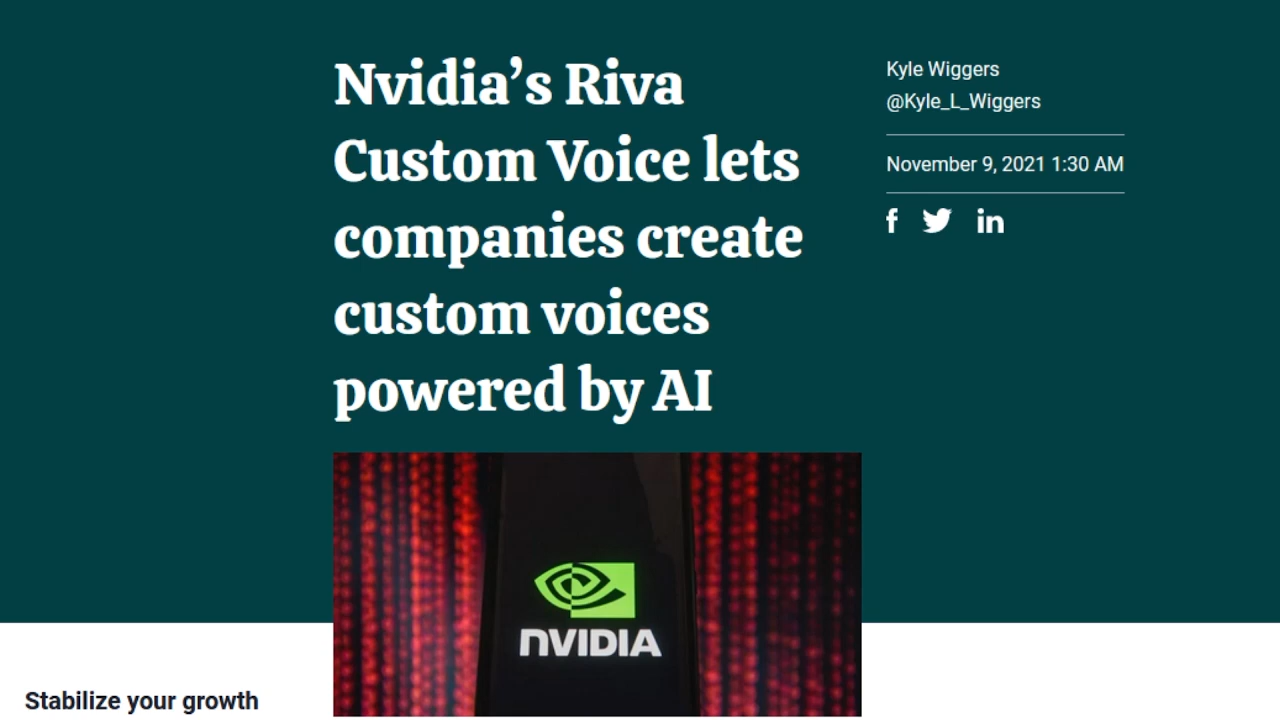 Nvidia’s Riva
Custom Voice lets
companies create
custom voices
powered by AI
Kyle Wiggers
@Kyle_L_Wiggers
November 9, 2021 1:30 AM
NVIDIA
Stabilize your growth